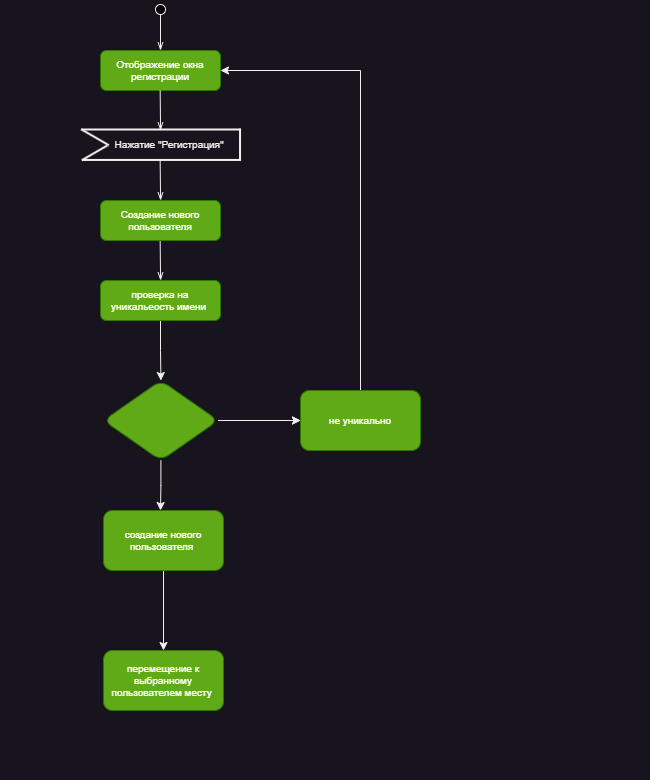 Отображение окна
регистрации
Нажатие "Регистрация"
Создание нового
пользователя
проверка на
уникальеость имени
не уникально
создание нового
пользователя
перемещение к
выбранному
пользователем месту